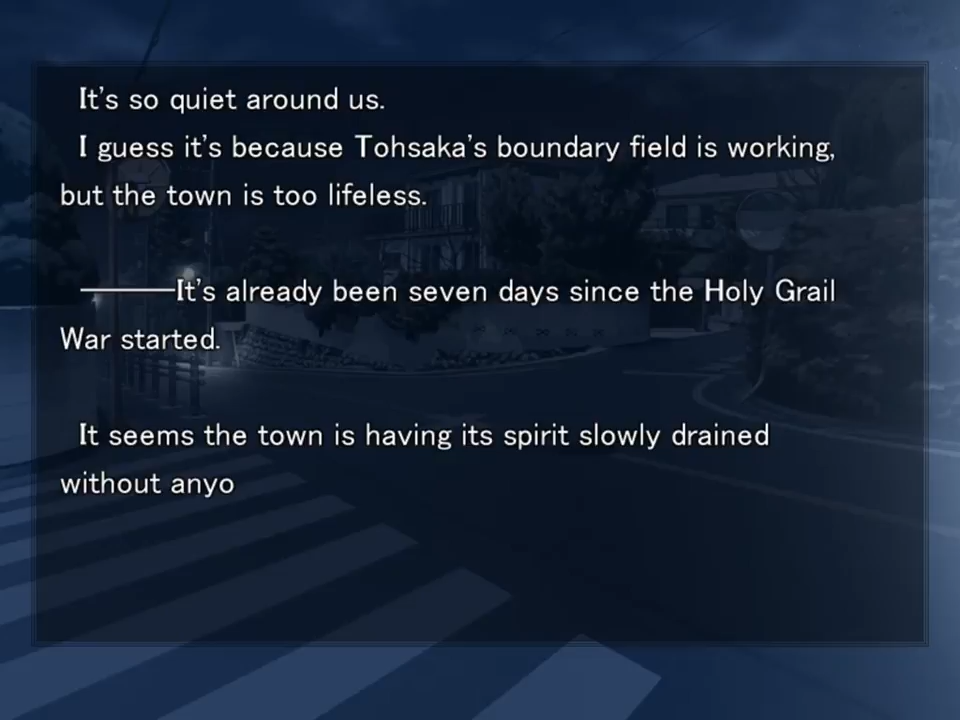 It's so quiet around us.
I guess it's because Tohsaka's boundary field is working,
but the town is too lifeless.
———It's already been seven days since the Holy Grail
War started.
It seems the town is having its spirit slowly drained
without anyo